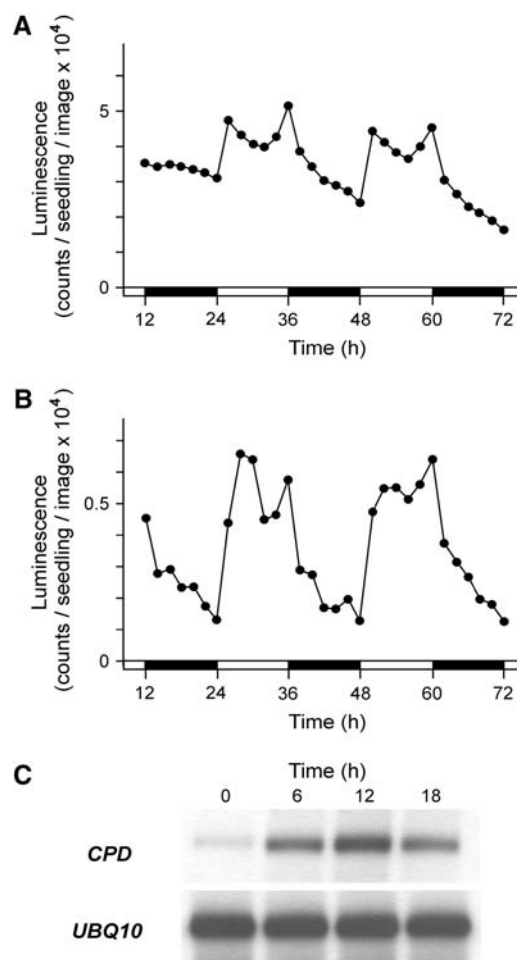 A
Luminescence
(counts / seedling / image x 10⁴)
5
0
12 24 36 48 60 72
Time (h)
B
Luminescence
(counts / seedling / image x 10⁴)
0.5
0
12 24 36 48 60 72
Time (h)
C
Time (h)
0 6 12 18
CPD
UBQ10